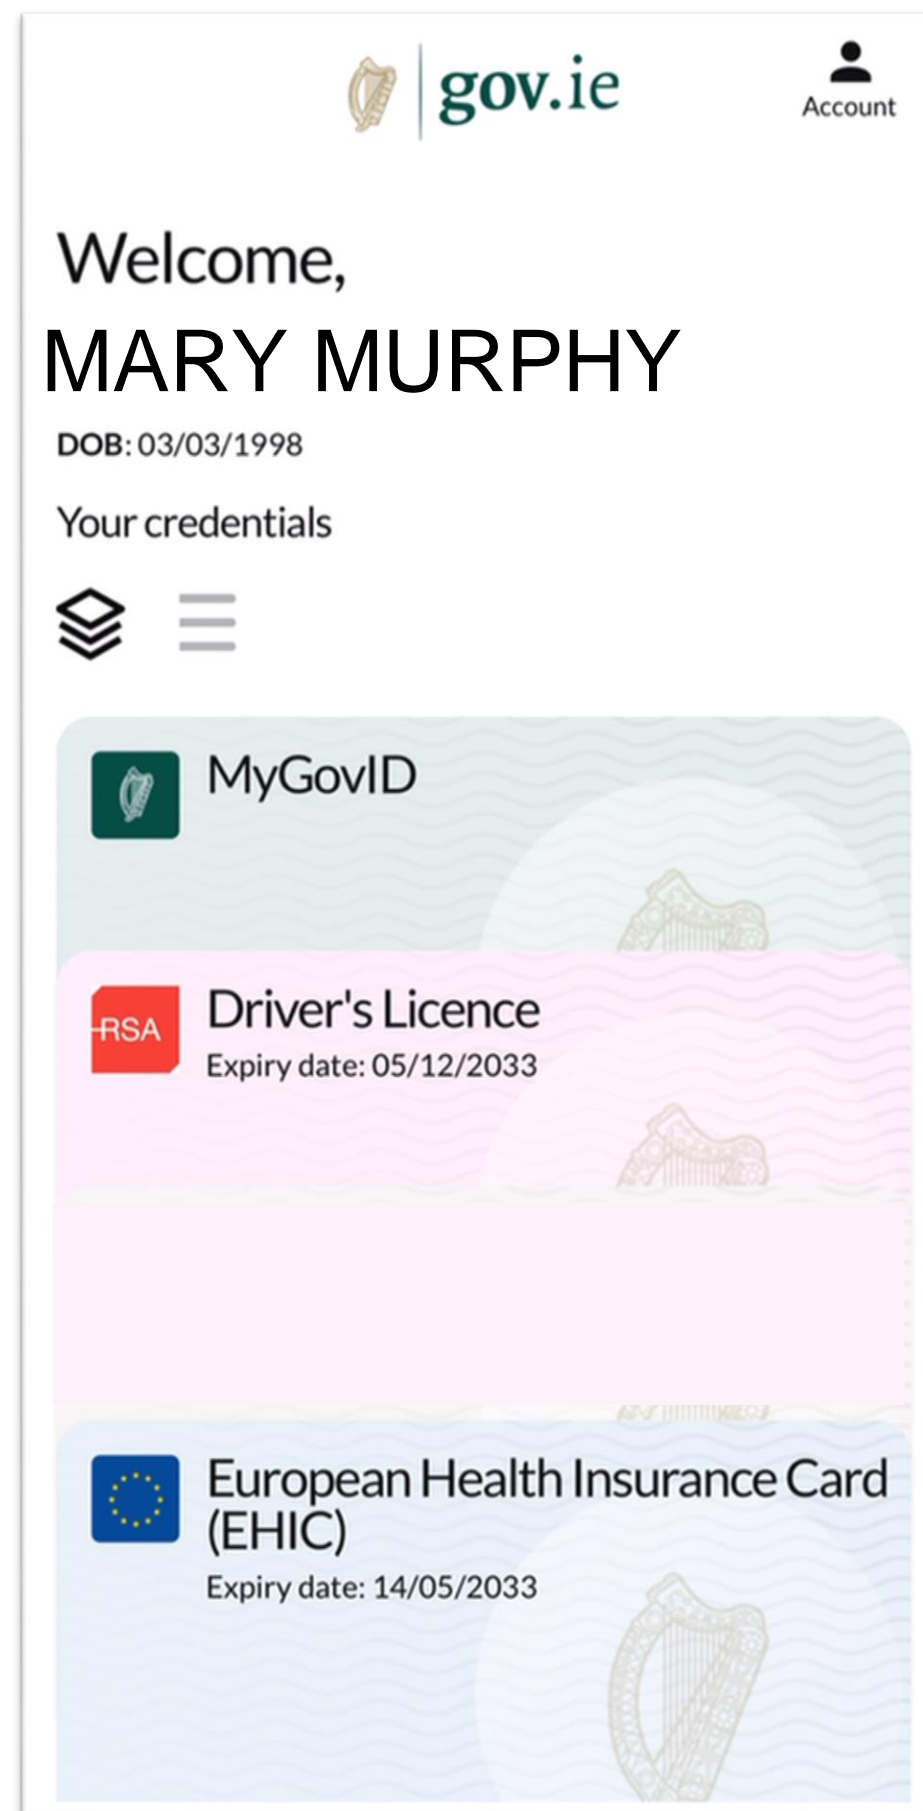 gov.ie
Account
Welcome,
MARY MURPHY
DOB: 03/03/1998
Your credentials
MyGovID
RSA
Driver's Licence
Expiry date: 05/12/2033
European Health Insurance Card
(EHIC)
Expiry date: 14/05/2033